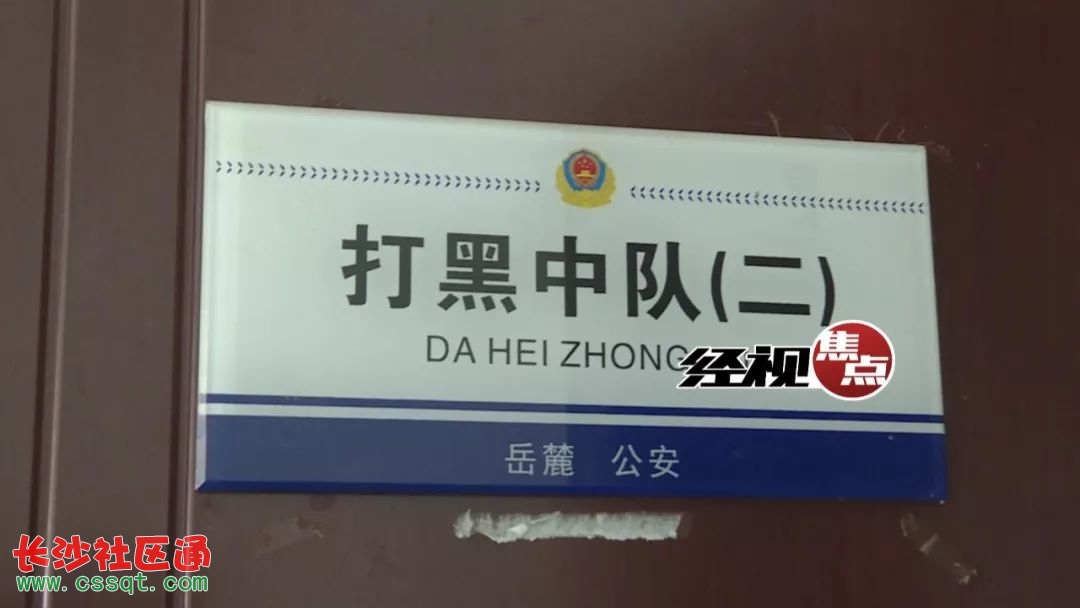 打黑中队(二)
DA HEI ZHONG
经视焦点
岳麓 公安
长沙社区通
www.cssqt.com